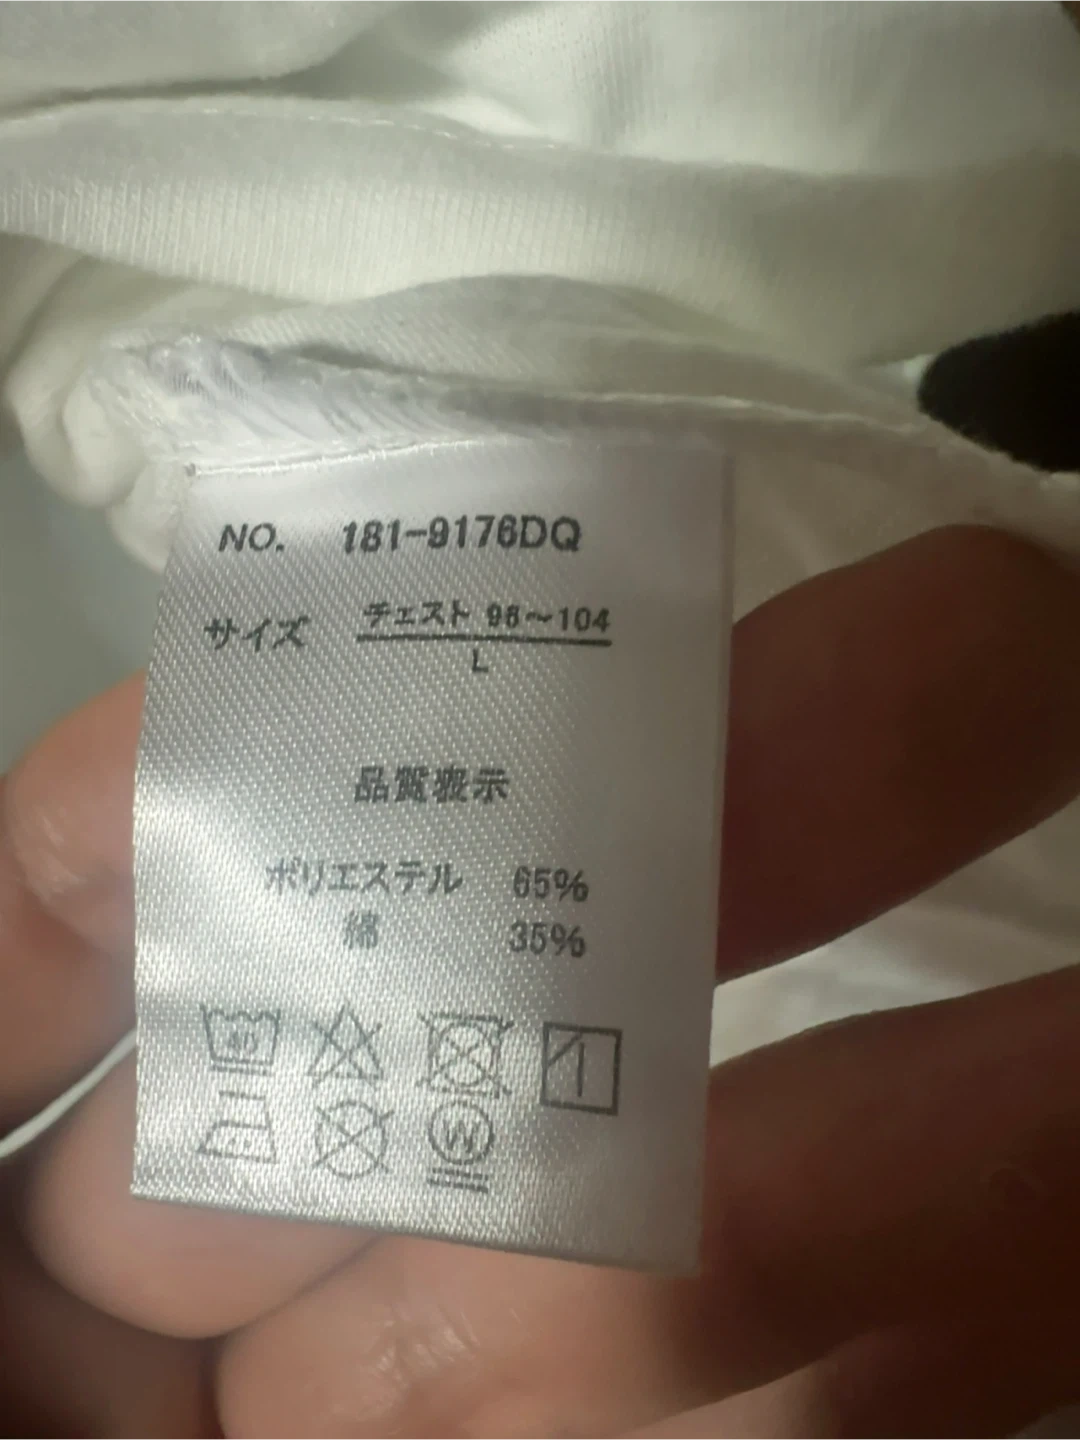 NO. 181-9176DQ
サイズ チェスト 96～104
L
品質表示
ポリエステル 65%
綿 35%
40
W